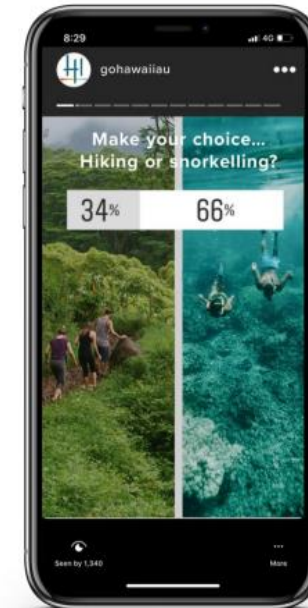 8:29
4G
gohawaiiau
Make your choice...
Hiking or snorkelling?
34%
66%
Seen by 1,340
More